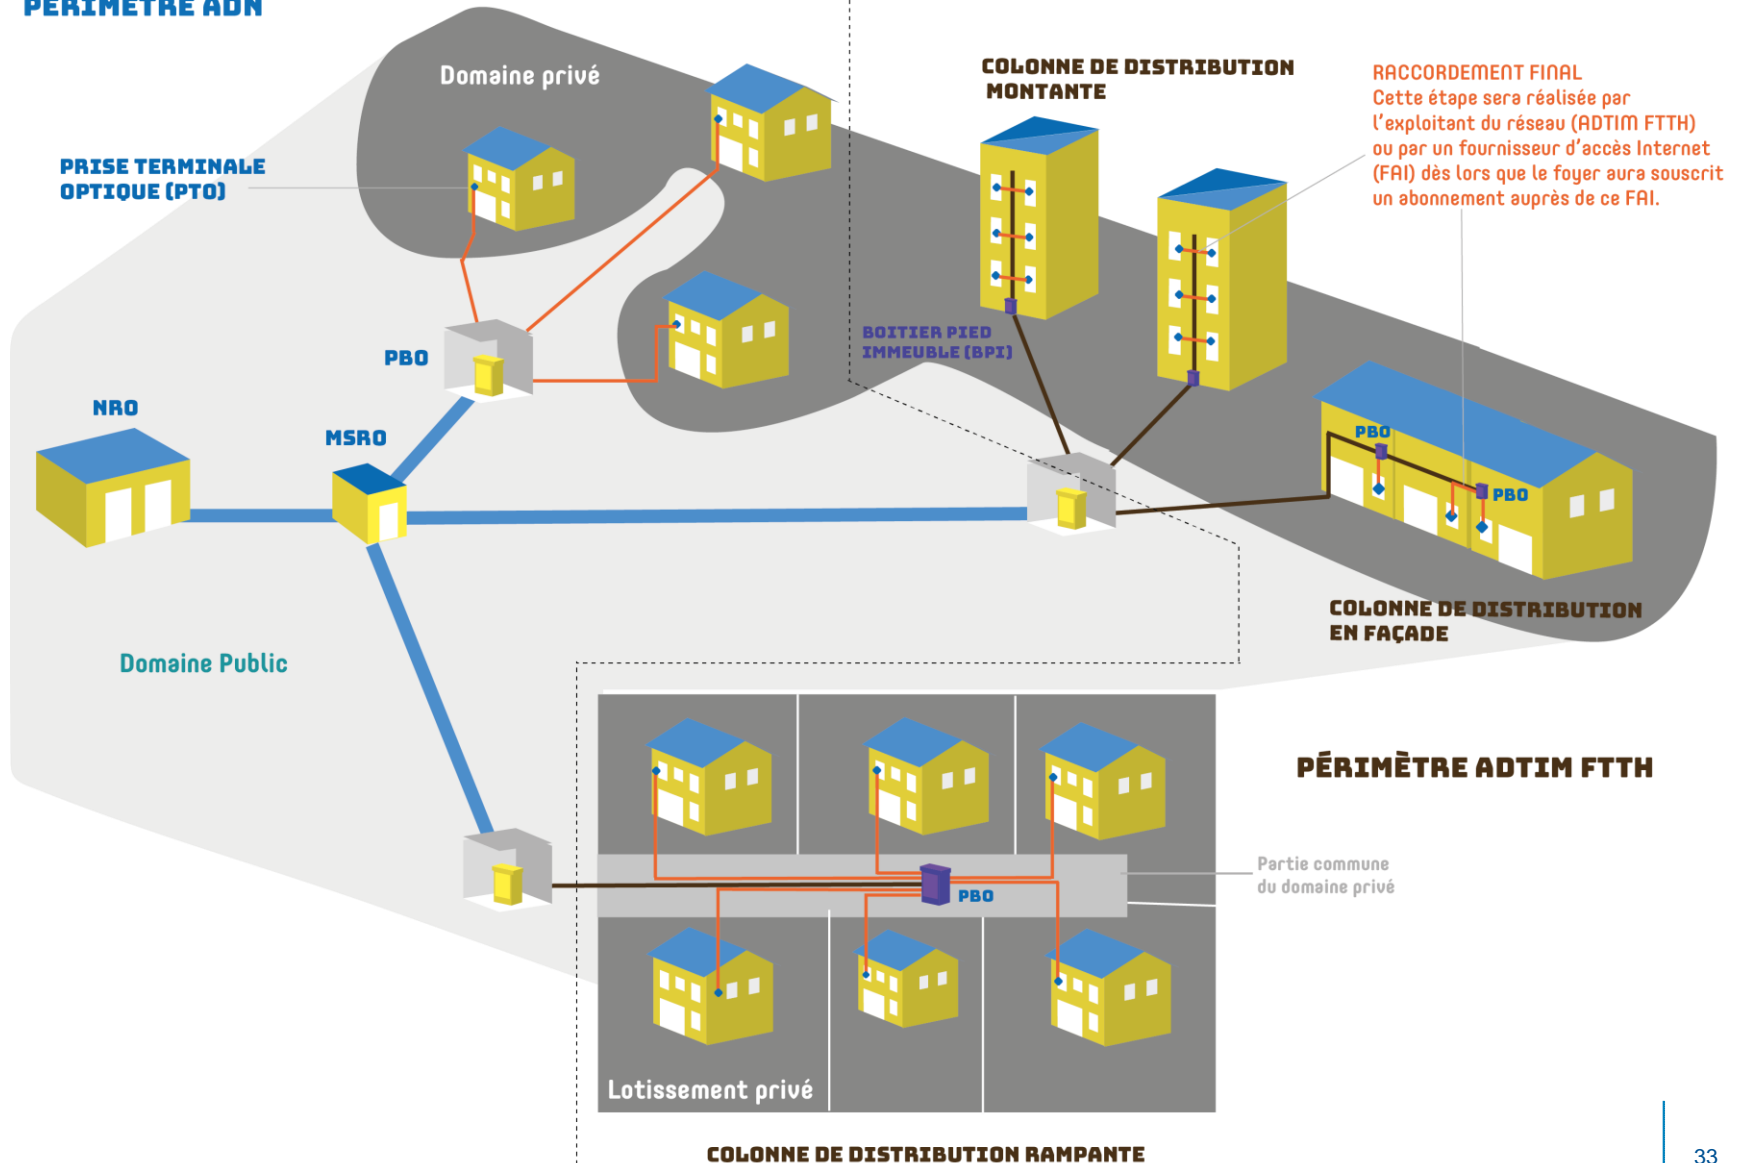 PÉRIMÈTRE ADN
Domaine privé
COLONNE DE DISTRIBUTION
MONTANTE
RACCORDEMENT FINAL
Cette étape sera réalisée par
l'exploitant du réseau (ADTIM FTTH)
ou par un fournisseur d'accès Internet
(FAI) dès lors que le foyer aura souscrit
un abonnement auprès de ce FAI.
PRISE TERMINALE
OPTIQUE (PTO)
BOITIER PIED
IMMEUBLE (BPI)
PBO
NRO
MSRO
PBO
PBO
COLONNE DE DISTRIBUTION
EN FAÇADE
Domaine Public
PÉRIMÈTRE ADTIM FTTH
Partie commune
du domaine privé
PBO
Lotissement privé
COLONNE DE DISTRIBUTION RAMPANTE
33